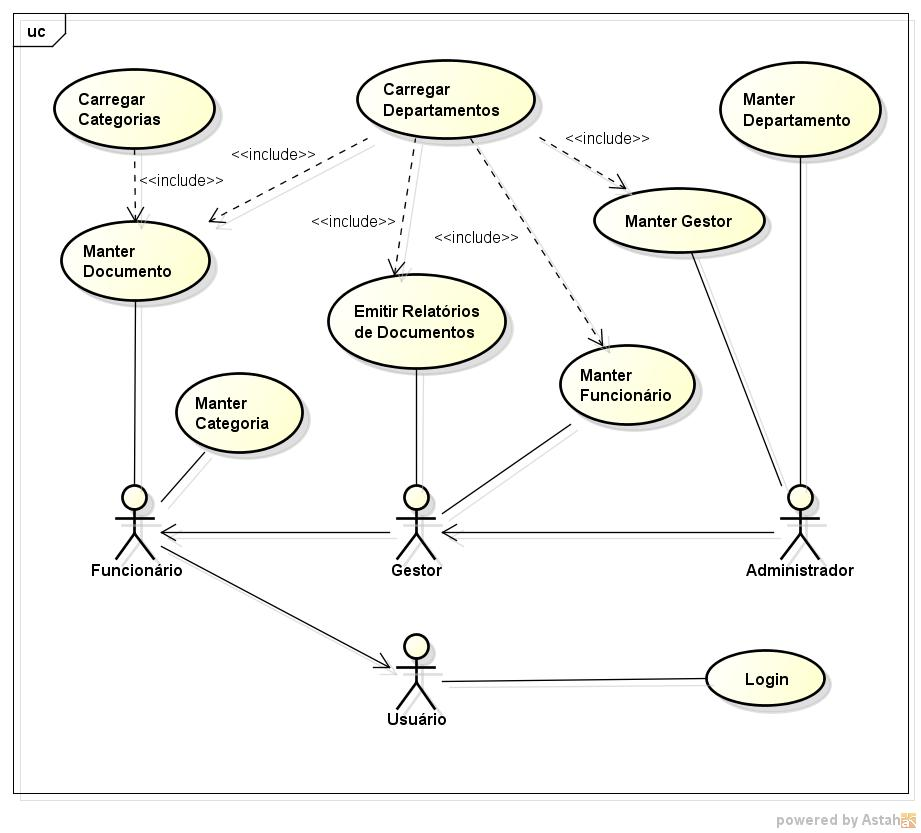 uc
Carregar
Categorias
Carregar
Departamentos
Manter
Departamento
<<include>>
<<include>>
<<include>>
<<include>>
<<include>>
Manter Gestor
Manter
Documento
Emitir Relatórios
de Documentos
Manter
Funcionário
Manter
Categoria
Funcionário
Gestor
Administrador
Usuário
Login
powered by Astah